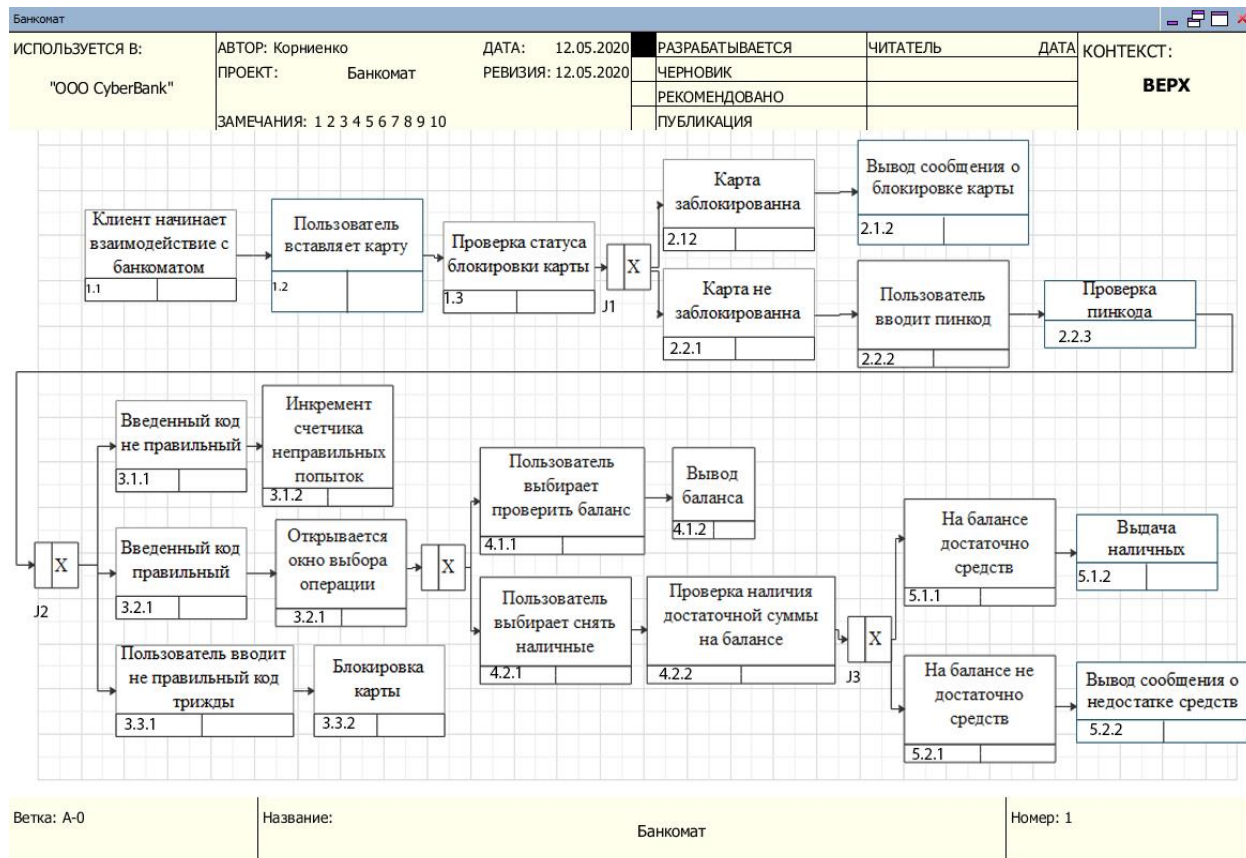 Банкомат
ИСПОЛЬЗУЕТСЯ В:
"ООО CyberBank"
АВТОР: Корниенко
ДАТА: 12.05.2020
ПРОЕКТ: Банкомат
РЕВИЗИЯ: 12.05.2020
ЗАМЕЧАНИЯ: 1 2 3 4 5 6 7 8 9 10
РАЗРАБАТЫВАЕТСЯ
ЧЕРНОВИК
РЕКОМЕНДОВАНО
ПУБЛИКАЦИЯ
ЧИТАТЕЛЬ
ДАТА
КОНТЕКСТ:
ВЕРХ
Клиент начинает
взаимодействие с
банкоматом
1.1
Пользователь
вставляет карту
1.2
Проверка статуса
блокировки карты
1.3
X
J1
Карта
заблокированна
2.12
Вывод сообщения о
блокировке карты
2.1.2
Карта не
заблокированна
2.2.1
Пользователь
вводит пинкод
2.2.2
Проверка
пинкода
2.2.3
X
J2
Введенный код
не правильный
3.1.1
Инкремент
счетчика
неправильных
попыток
3.1.2
Введенный код
правильный
3.2.1
Открывается
окно выбора
операции
3.2.1
Пользователь вводит
не правильный код
трижды
3.3.1
Блокировка
карты
3.3.2
X
Пользователь
выбирает
проверить баланс
4.1.1
Вывод
баланса
4.1.2
Пользователь
выбирает снять
наличные
4.2.1
Проверка наличия
достаточной суммы
на балансе
4.2.2
X
J3
На балансе
достаточно
средств
5.1.1
Выдача
наличных
5.1.2
На балансе не
достаточно
средств
5.2.1
Вывод сообщения о
недостатке средств
5.2.2
Ветка: А-0
Название:
Банкомат
Номер: 1